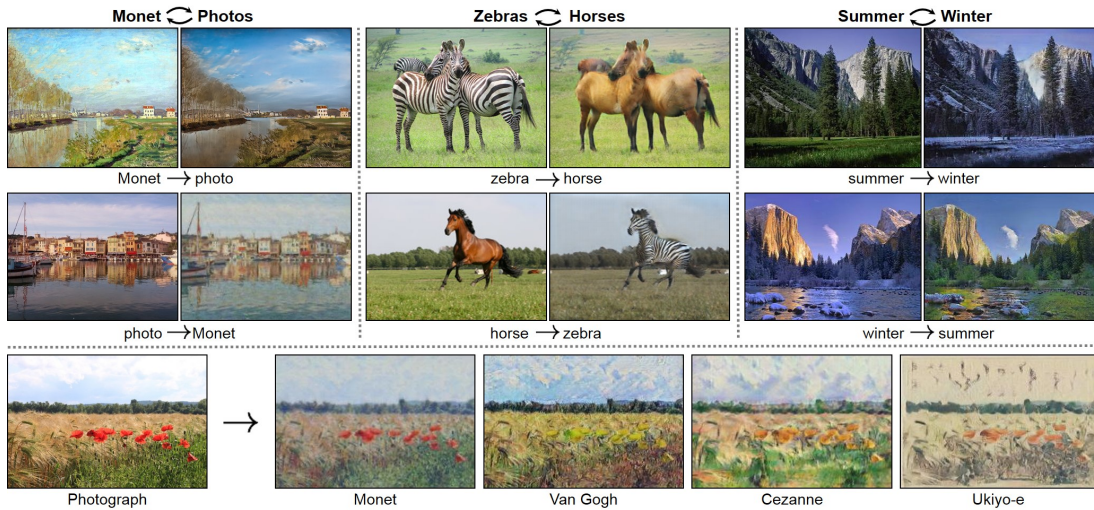 Monet Photos
Zebras Horses
Summer Winter
Monet → photo
zebra → horse
summer → winter
photo → Monet
horse → zebra
winter → summer
Photograph
Monet
Van Gogh
Cezanne
Ukiyo-e